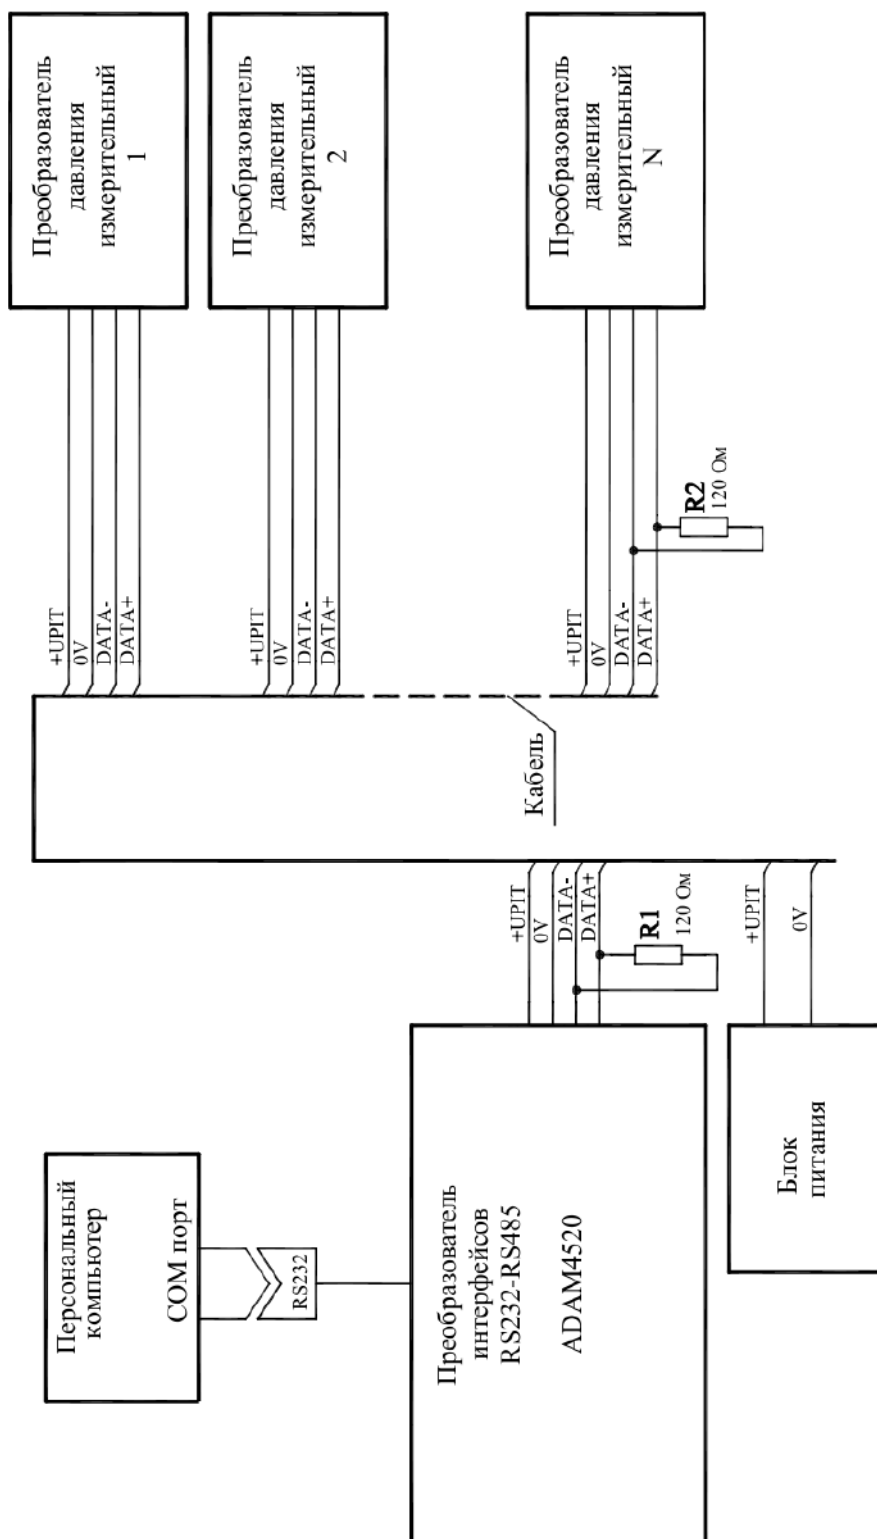 Персональный
компьютер
COM порт
RS232
Преобразователь
интерфейсов
RS232-RS485
ADAM4520
Блок
питания
+UPIT
0V
DATA-
DATA+
R1
120 Ом
+UPIT
0V
Кабель
+UPIT
0V
DATA-
DATA+
+UPIT
0V
DATA-
DATA+
+UPIT
0V
DATA-
DATA+
R2
120 Ом
Преобразователь
давления
измерительный
1
Преобразователь
давления
измерительный
2
Преобразователь
давления
измерительный
N